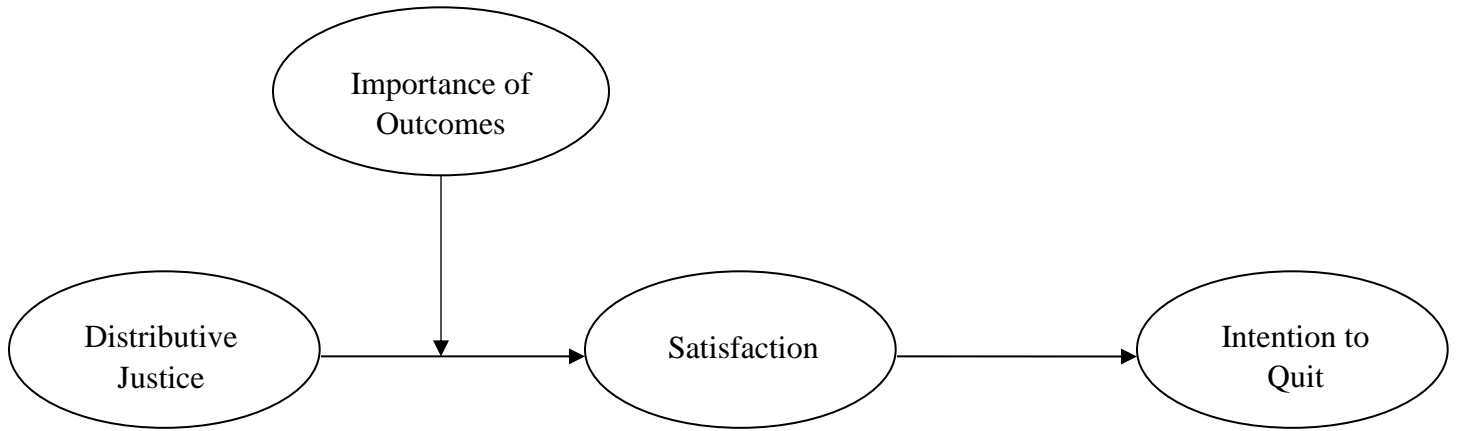 Importance of
Outcomes
Distributive
Justice
Satisfaction
Intention to
Quit